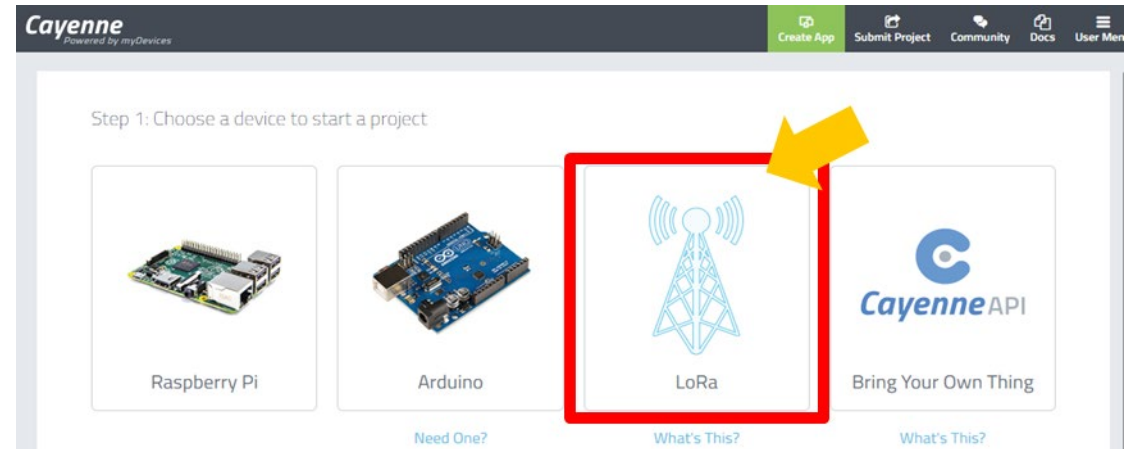 Cayenne
Powered by myDevices
Create App
Submit Project
Community
Docs
User Men
Step 1: Choose a device to start a project
Cayenne API
Raspberry Pi
Arduino
LoRa
Bring Your Own Thing
Need One?
What's This?
What's This?